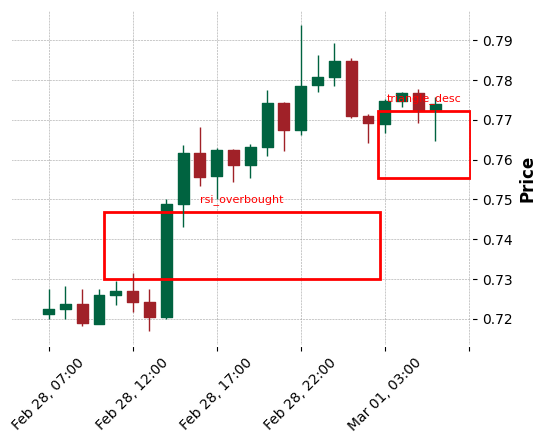 0.79
0.78
triangle_desc
0.77
0.76
rsi_overbought
0.75
0.74
0.73
0.72
Price
Feb 28, 07:00
Feb 28, 12:00
Feb 28, 17:00
Feb 28, 22:00
Mar 01, 03:00